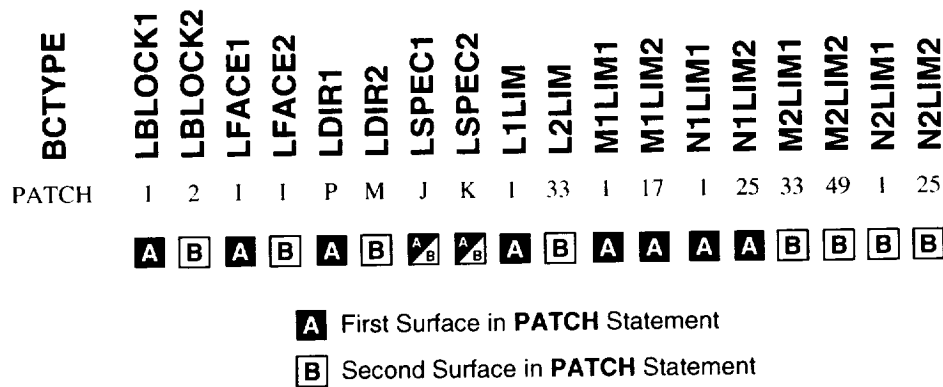 BCTYPE LBLOCK1 LBLOCK2 LFACE1 LFACE2 LDIR1 LDIR2 LSPEC1 LSPEC2 L1LIM L2LIM M1LIM1 M1LIM2 N1LIM1 N1LIM2 M2LIM1 M2LIM2 N2LIM1 N2LIM2
PATCH 1 2 I I P M J K 1 33 1 17 1 25 33 49 1 25
A B A B A B A/B A/B A B A A A A B B B B
A First Surface in PATCH Statement
B Second Surface in PATCH Statement